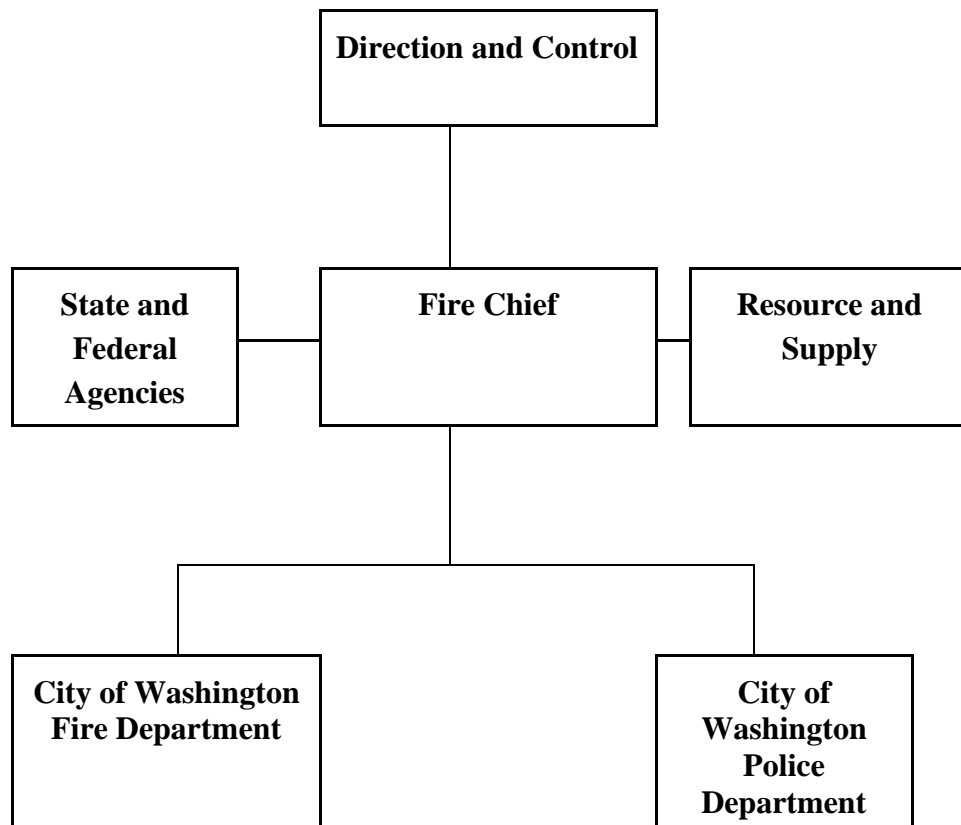 Direction and Control
State and
Federal
Agencies
Fire Chief
Resource and
Supply
City of Washington
Fire Department
City of
Washington
Police
Department